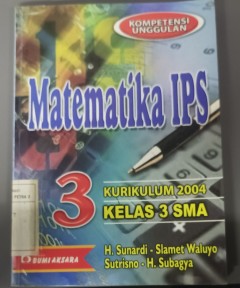 KOMPETENSI
UNGGULAN
Matematika IPS
3
KURIKULUM 2004
KELAS 3 SMA
H. Sunardi - Slamet Waluyo
Sutrisno - H. Subagya
BUMI AKSARA